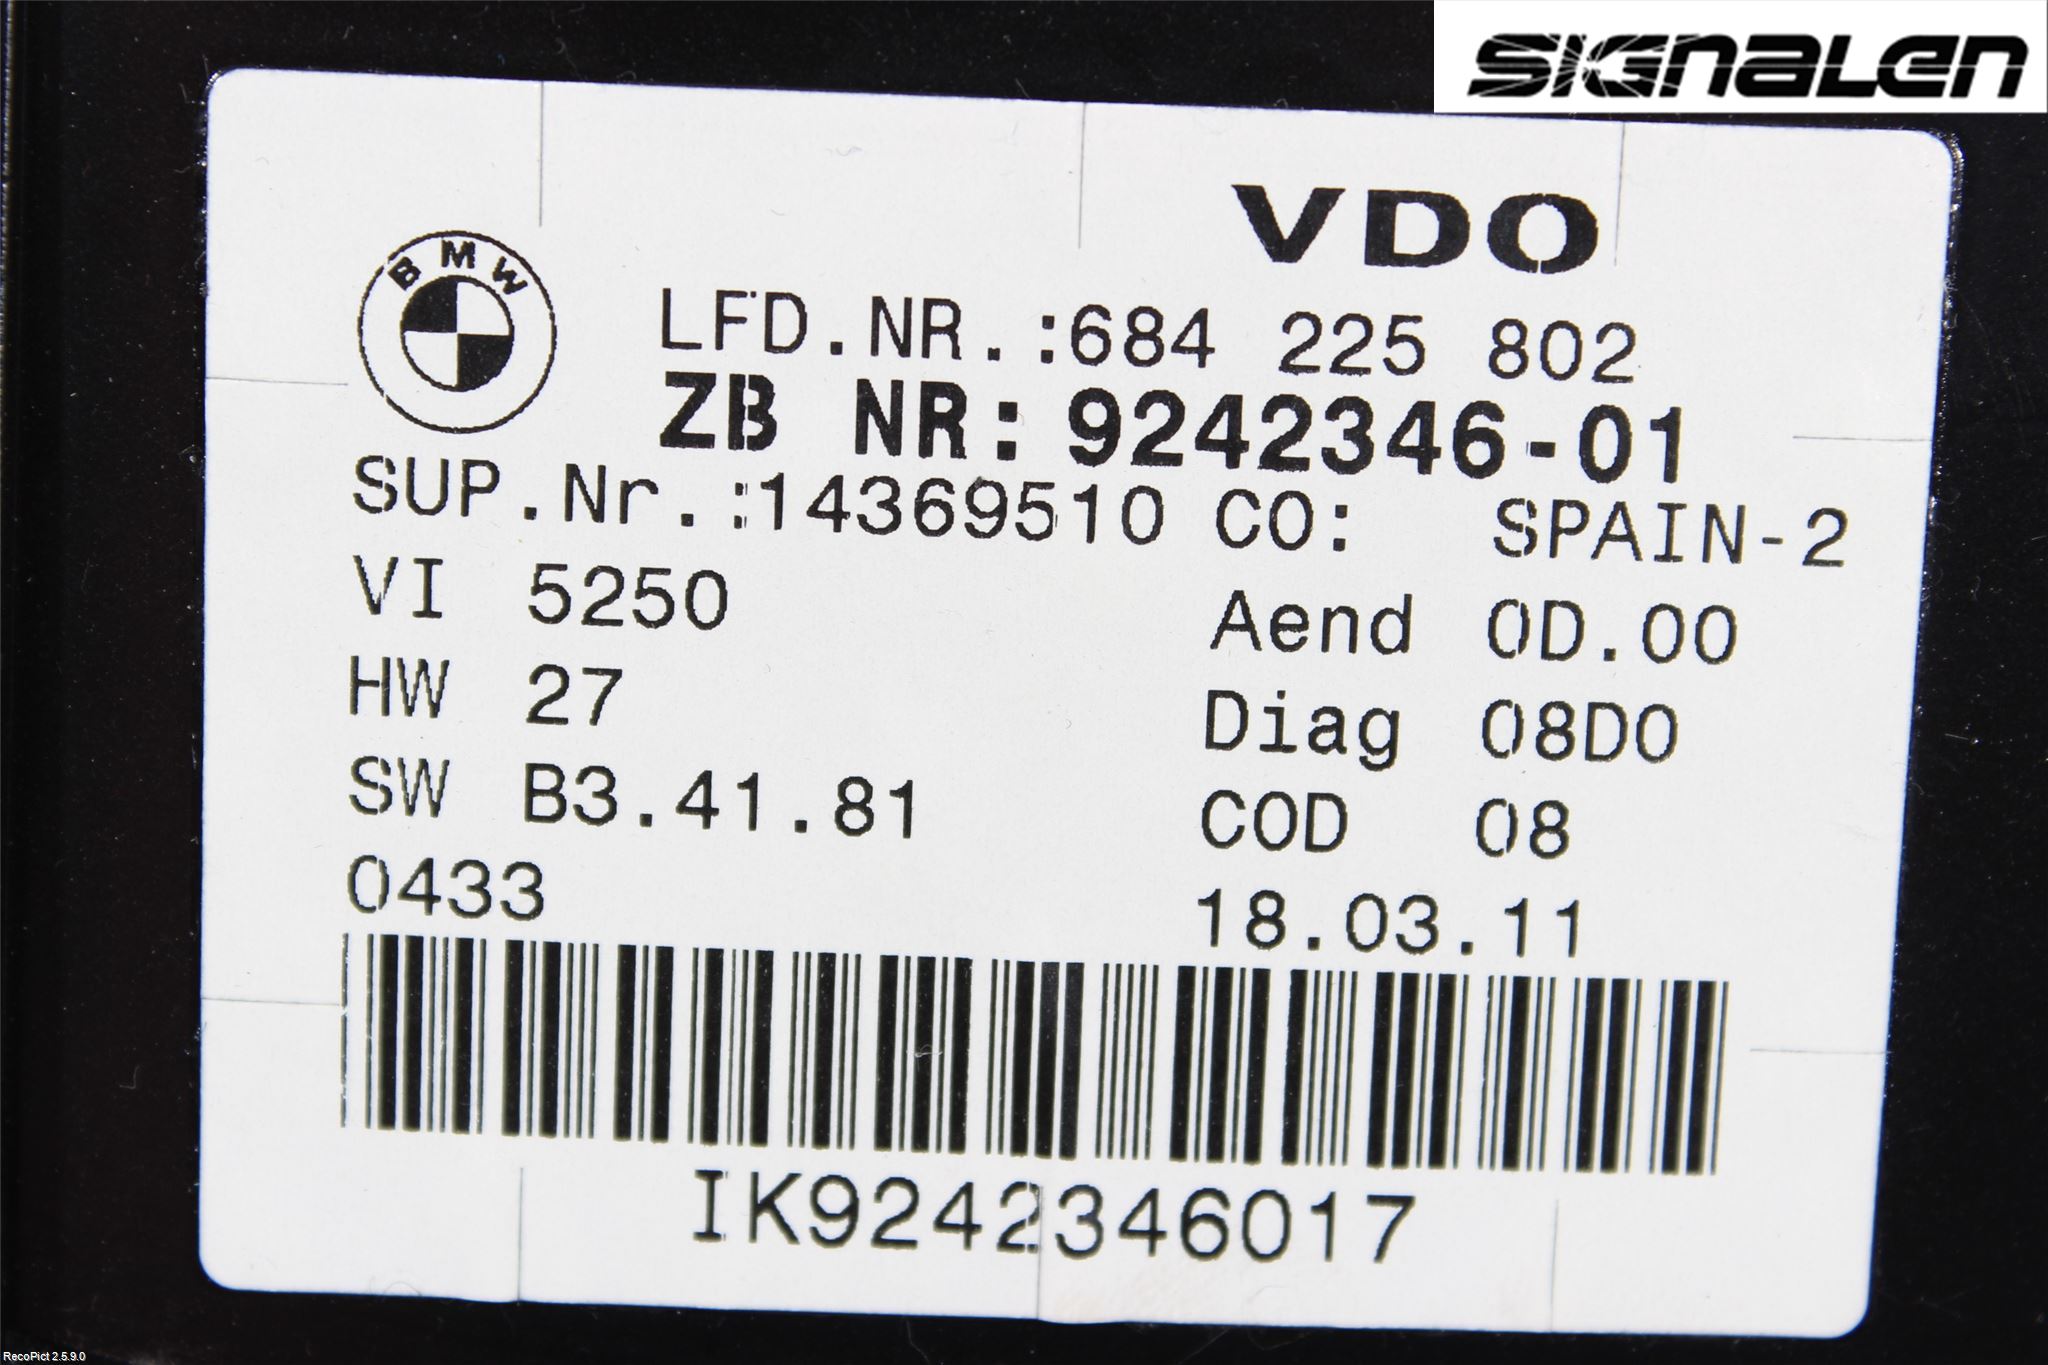 SIGNALEN
VDO
BMW
LFD.NR.:684 225 802
ZB NR:9242346-01
SUP.Nr.:14369510 CO: SPAIN-2
VI 5250 Aend 0D.00
HW 27 Diag 08D0
SW B3.41.81 COD 08
0433 18.03.11
IK9242346017
RecoPict 2.5.9.0